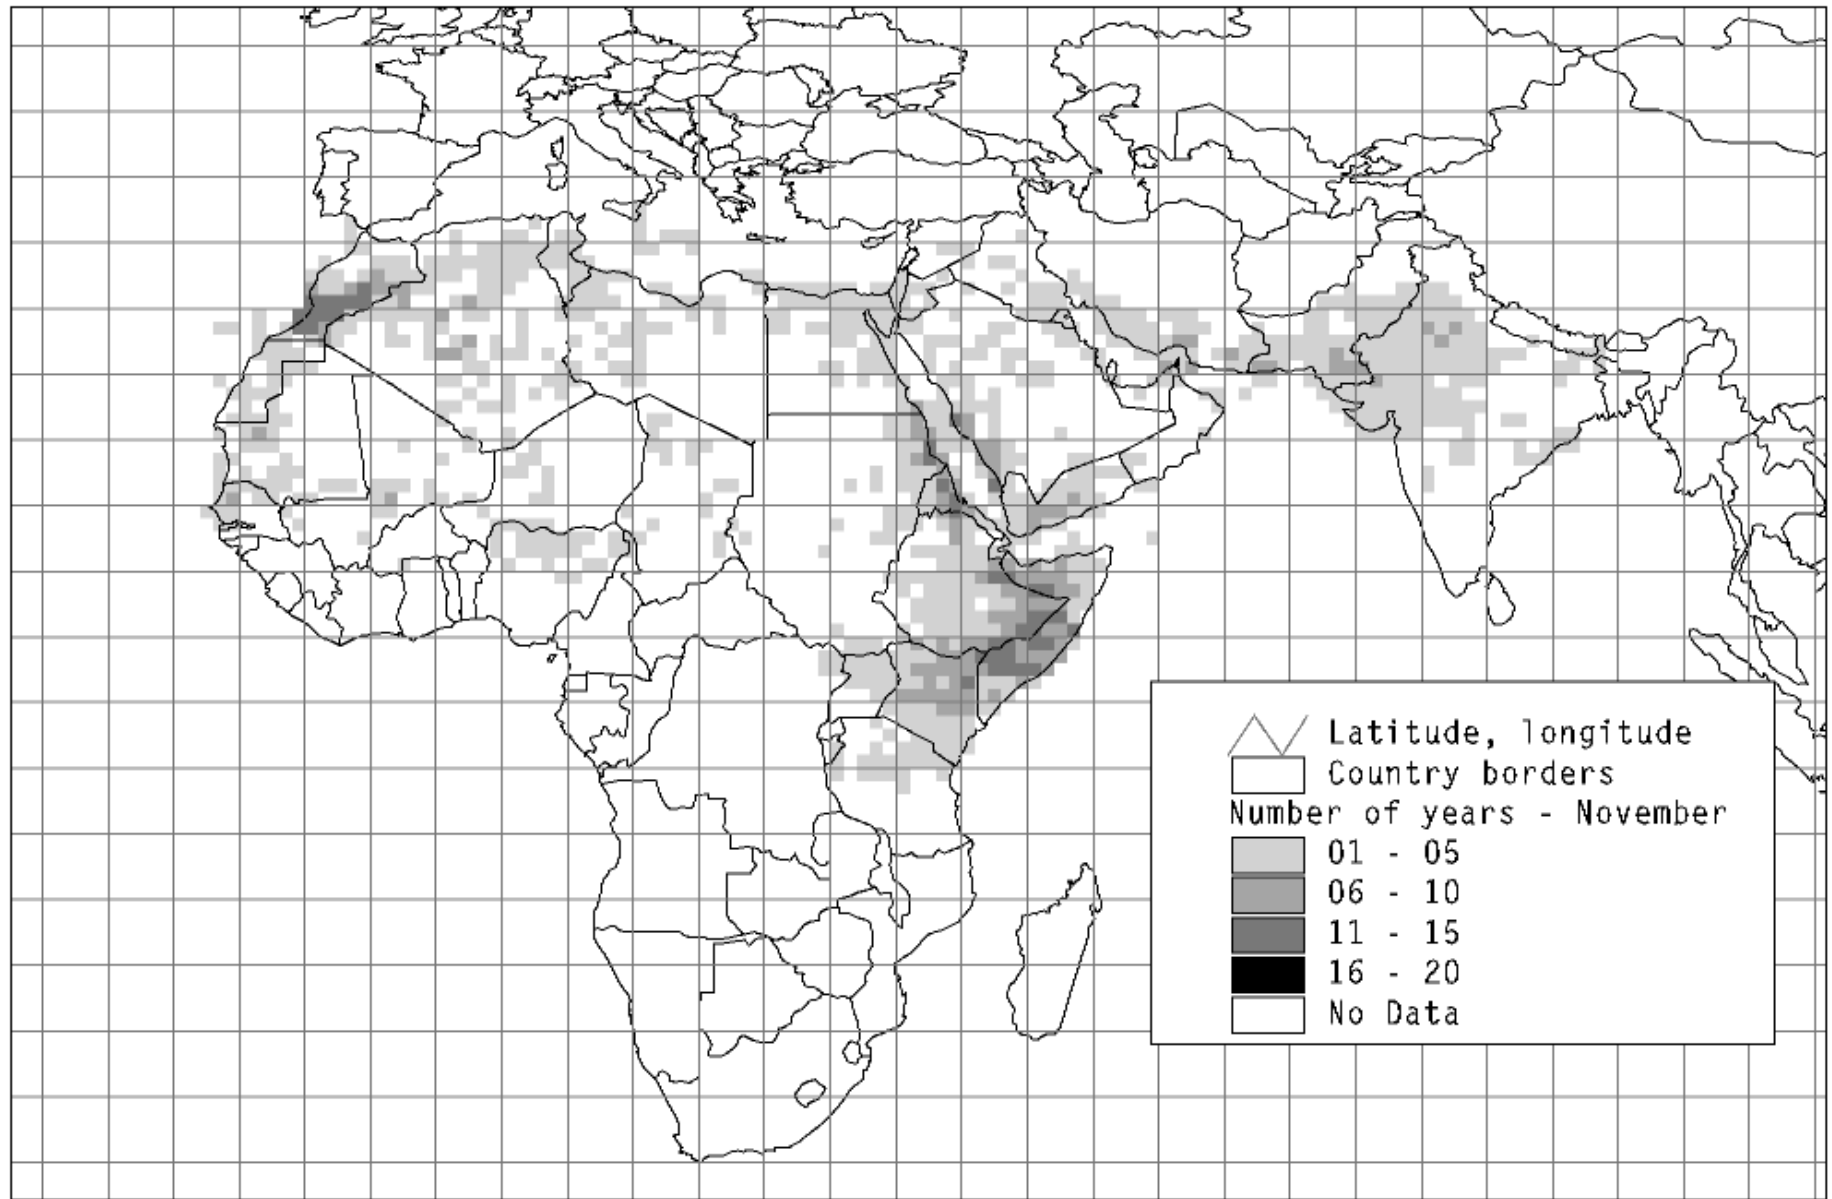 Latitude, longitude
Country borders
Number of years - November
01 - 05
06 - 10
11 - 15
16 - 20
No Data